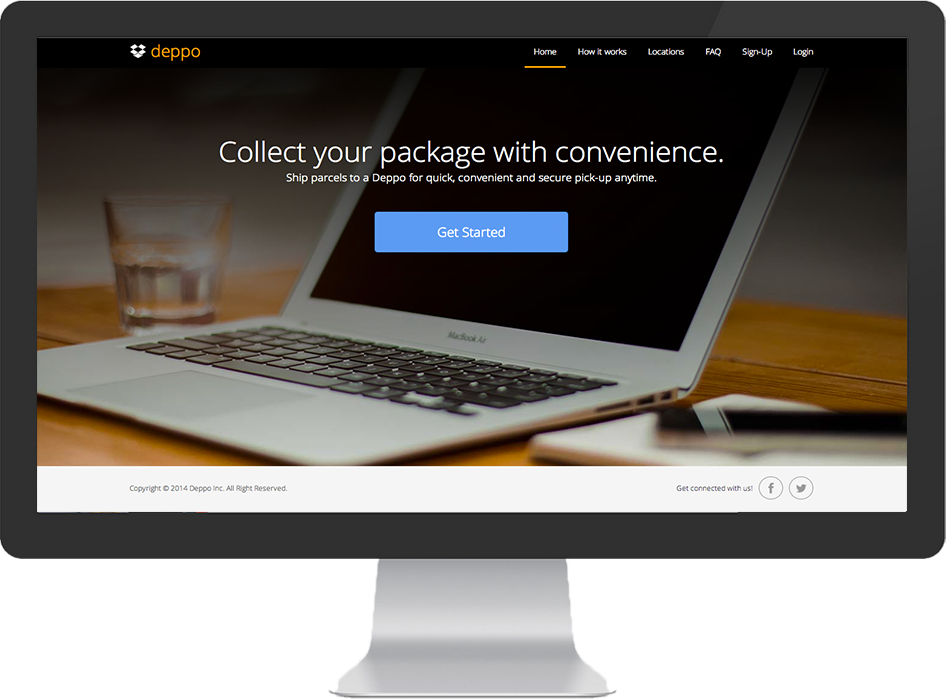 deppo
Home How it works Locations FAQ Sign-Up Login
Collect your package with convenience.
Ship parcels to a Deppo for quick, convenient and secure pick-up anytime.
Get Started
MacBook Air
Copyright © 2014 Deppo Inc. All Right Reserved.
Get connected with us!